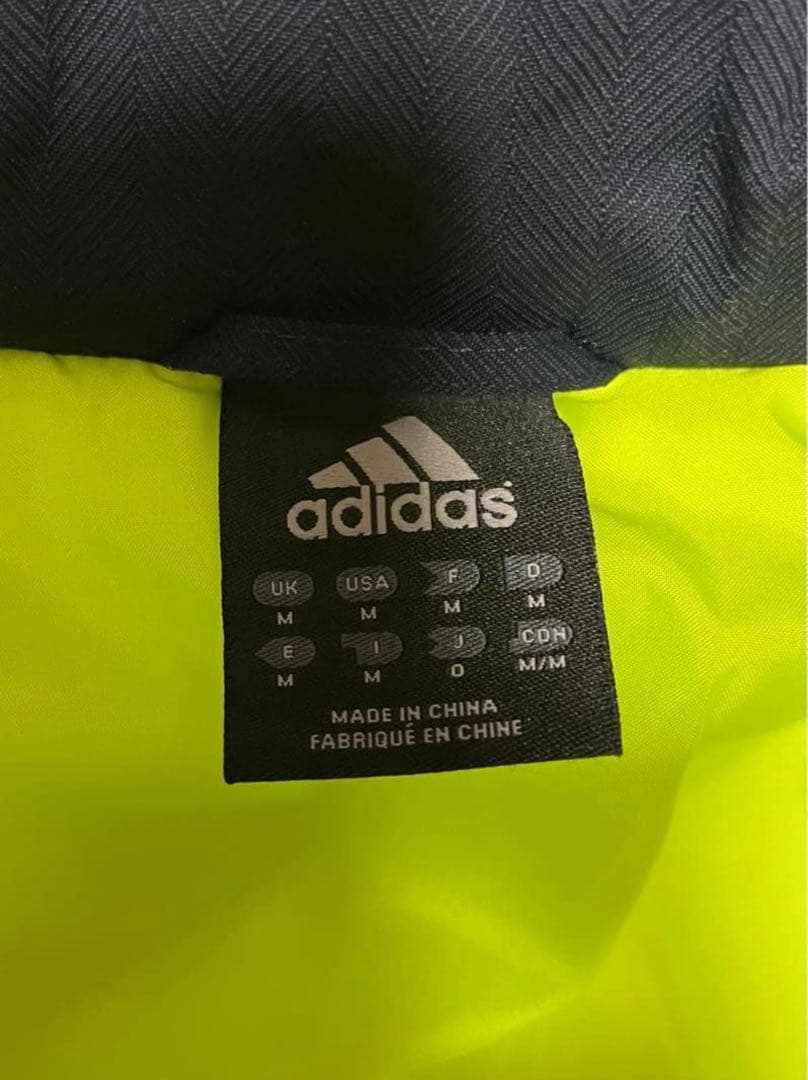 adidas
UK USA F D
M M M M
E I J CDN
M M O M/M
MADE IN CHINA
FABRIQUÉ EN CHINE